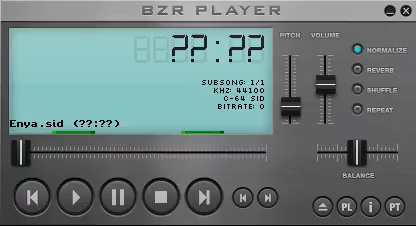 BZR PLAYER
PITCH VOLUME
??:??
NORMALIZE
REVERB
SHUFFLE
REPEAT
SUBSONG: 1/1
KHZ: 44100
C-64 SID
BITRATE: 0
Enya.sid (??:??)
BALANCE
PL i PT